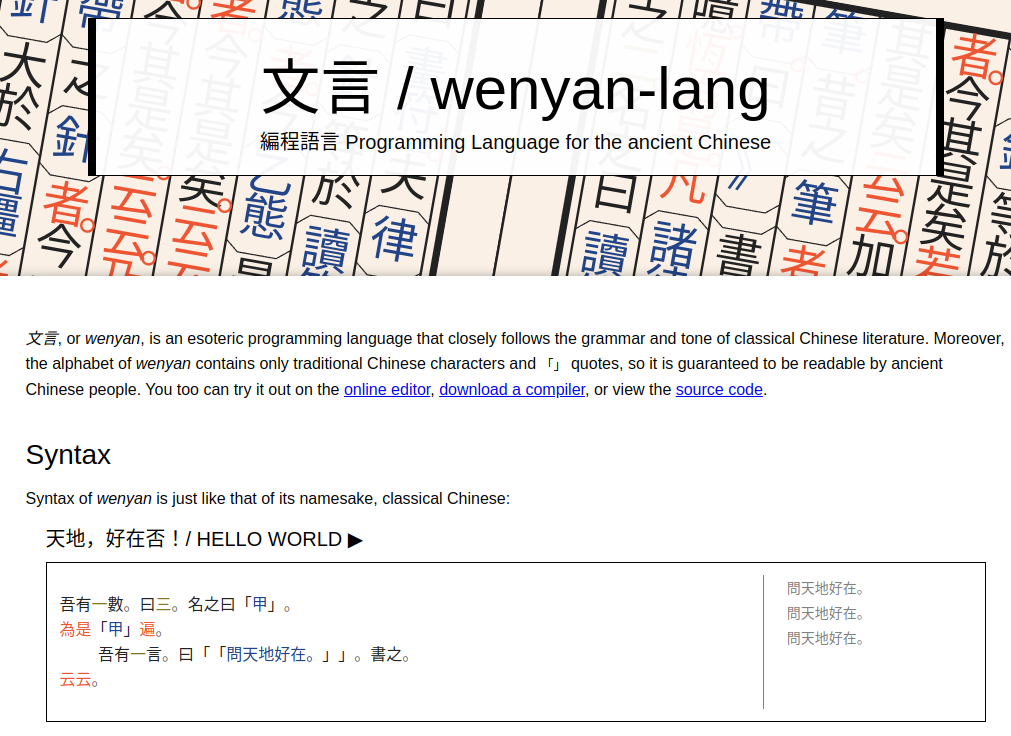 文言 / wenyan-lang
編程語言 Programming Language for the ancient Chinese
文言, or wenyan, is an esoteric programming language that closely follows the grammar and tone of classical Chinese literature. Moreover,
the alphabet of wenyan contains only traditional Chinese characters and 「」 quotes, so it is guaranteed to be readable by ancient
Chinese people. You too can try it out on the online editor, download a compiler, or view the source code.
Syntax
Syntax of wenyan is just like that of its namesake, classical Chinese:
天地，好在否！/ HELLO WORLD ▶
吾有一數。曰三。名之曰「甲」。
為是「甲」遍。
吾有一言。曰「「問天地好在。」」。書之。
云云。
問天地好在。
問天地好在。
問天地好在。